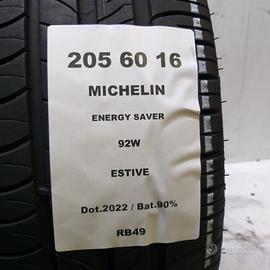 205 60 16
MICHELIN
ENERGY SAVER
92W
ESTIVE
Dot.2022 / Bat.90%
RB49